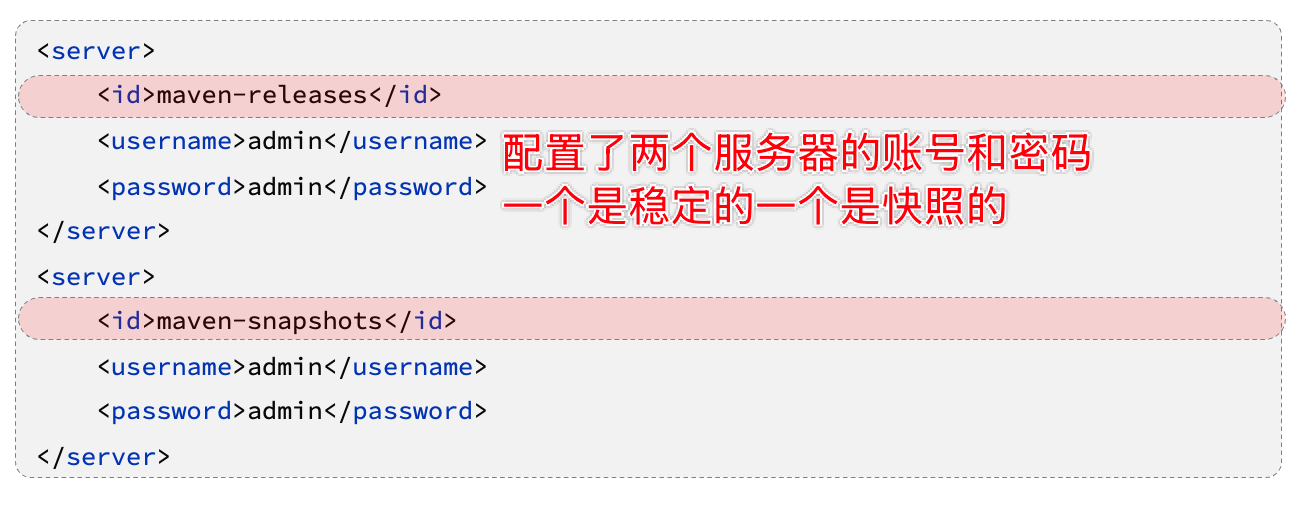 <server>
<id>maven-releases</id>
<username>admin</username>
<password>admin</password>
配置了两个服务器的账号和密码
一个是稳定的一个是快照的
</server>
<server>
<id>maven-snapshots</id>
<username>admin</username>
<password>admin</password>
</server>